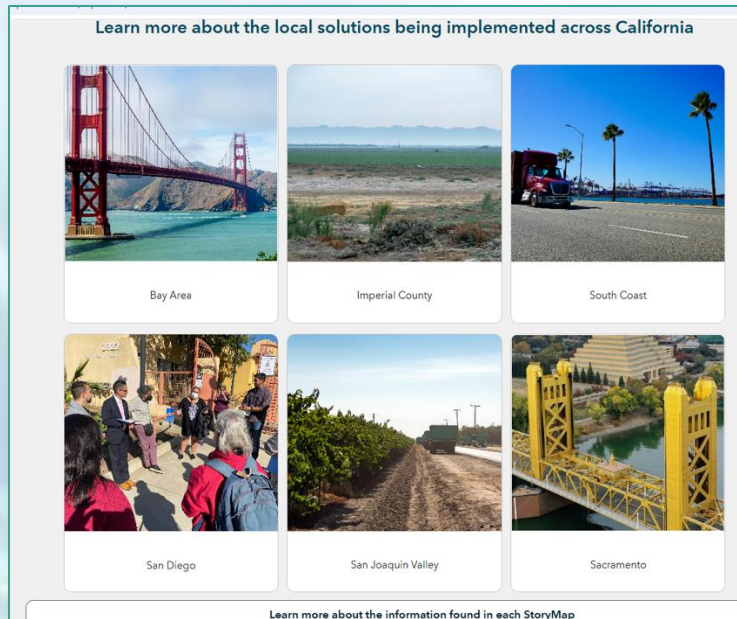 Learn more about the local solutions being implemented across California
Bay Area
Imperial County
South Coast
2022
San Diego
San Joaquin Valley
Sacramento
Learn more about the information found in each StoryMap